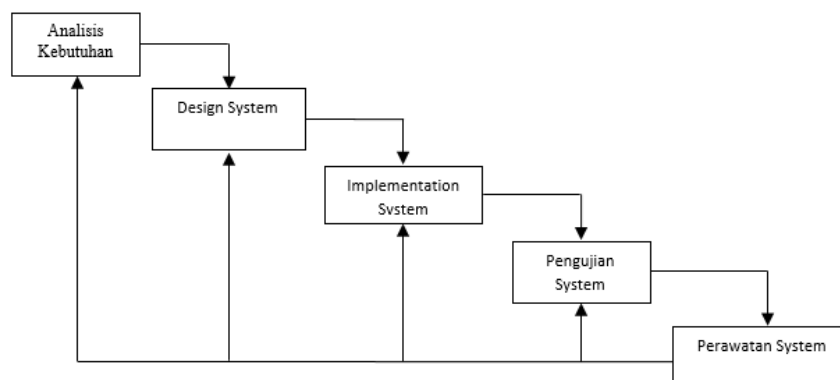 Analisis
Kebutuhan
Design System
Implementation
System
Pengujian
System
Perawatan System